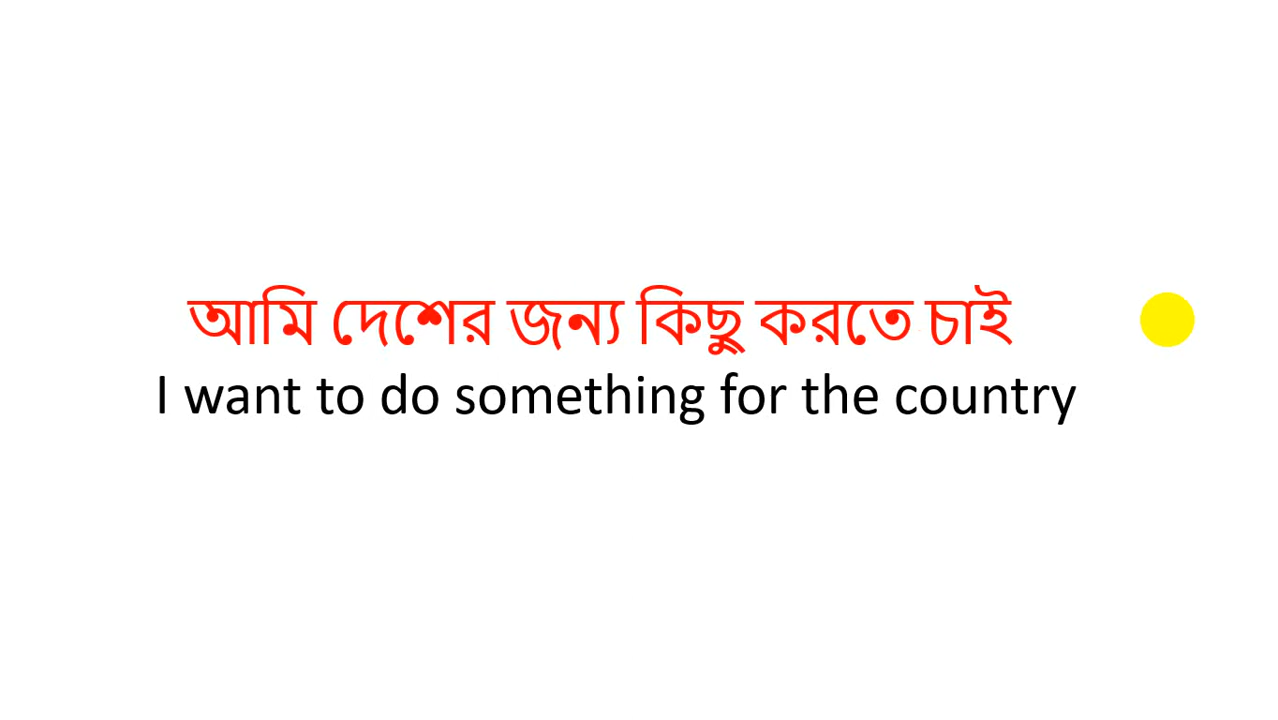 আমি দেশের জন্য কিছু করতে চাই
I want to do something for the country